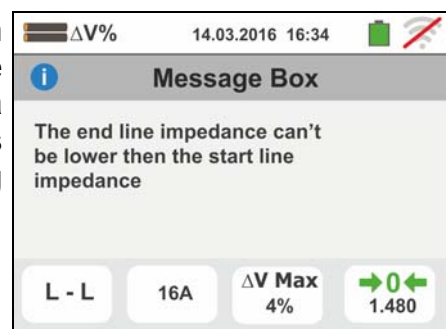 ΔV% 14.03.2016 16:34
Message Box
The end line impedance can't
be lower then the start line
impedance
L - L 16A ΔV Max 4% 0 1.480